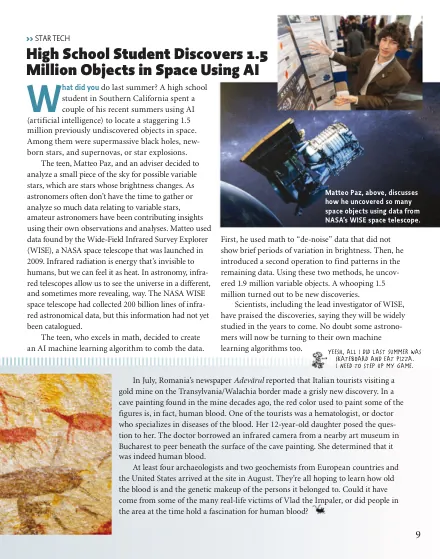 >> STAR TECH
High School Student Discovers 1.5
Million Objects in Space Using AI
What did you do last summer? A high school
student in Southern California spent a
couple of his recent summers using AI
(artificial intelligence) to locate a staggering 1.5
million previously undiscovered objects in space.
Among them were supermassive black holes, new-
born stars, and supernovas, or star explosions.
The teen, Matteo Paz, and an adviser decided to
analyze a small piece of the sky for possible variable
stars, which are stars whose brightness changes. As
astronomers often don't have the time to gather or
analyze so much data relating to variable stars,
amateur astronomers have been contributing insights
using their own observations and analyses. Matteo used
data found by the Wide-Field Infrared Survey Explorer
(WISE), a NASA space telescope that was launched in
2009. Infrared radiation is energy that's invisible to
humans, but we can feel it as heat. In astronomy, infra-
red telescopes allow us to see the universe in a different,
and sometimes more revealing, way. The NASA WISE
space telescope had collected 200 billion lines of infra-
red astronomical data, but this information had not yet
been catalogued.
The teen, who excels in math, decided to create
an AI machine learning algorithm to comb the data.
Matteo Paz, above, discusses
how he uncovered so many
space objects using data from
NASA's WISE space telescope.
First, he used math to "de-noise" data that did not
show brief periods of variation in brightness. Then, he
introduced a second operation to find patterns in the
remaining data. Using these two methods, he uncov-
ered 1.9 million variable objects. A whooping 1.5
million turned out to be new discoveries.
Scientists, including the lead investigator of WISE,
have praised the discoveries, saying they will be widely
studied in the years to come. No doubt some astrono-
mers will now be turning to their own machine
learning algorithms too.
YEESH, ALL I DID LAST SUMMER WAS
SKATEBOARD AND EAT PIZZA.
I NEED TO STEP UP MY GAME.
In July, Romania's newspaper Adevărul reported that Italian tourists visiting a
gold mine on the Transylvania/Walachia border made a grisly new discovery. In a
cave painting found in the mine decades ago, the red color used to paint some of the
figures is, in fact, human blood. One of the tourists was a hematologist, or doctor
who specializes in diseases of the blood. Her 12-year-old daughter posed the ques-
tion to her. The doctor borrowed an infrared camera from a nearby art museum in
Bucharest to peer beneath the surface of the cave painting. She determined that it
was indeed human blood.
At least four archaeologists and two geochemists from European countries and
the United States arrived at the site in August. They're all hoping to learn how old
the blood is and the genetic makeup of the persons it belonged to. Could it have
come from some of the many real-life victims of Vlad the Impaler, or did people in
the area at the time hold a fascination for human blood?
9